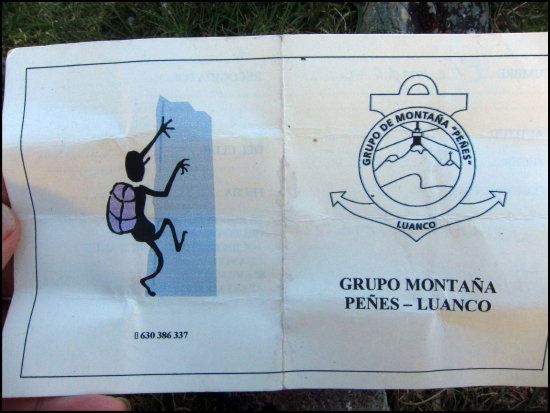 GRUPO DE MONTAÑA "PEÑES"
LUANCO
GRUPO MONTAÑA
PEÑES – LUANCO
630 386 337